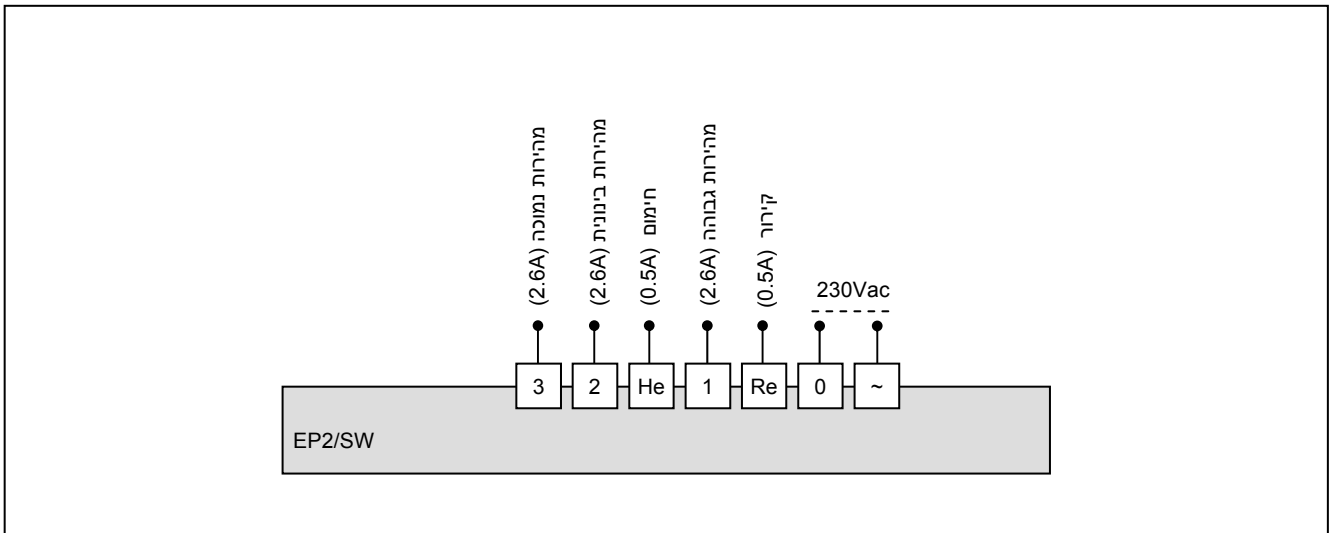 מהירות נמוכה (2.6A)
מהירות בינונית (2.6A)
חימום (0.5A)
מהירות גבוהה (2.6A)
קירור (0.5A)
230Vac
3 2 He 1 Re 0 ~
EP2/SW